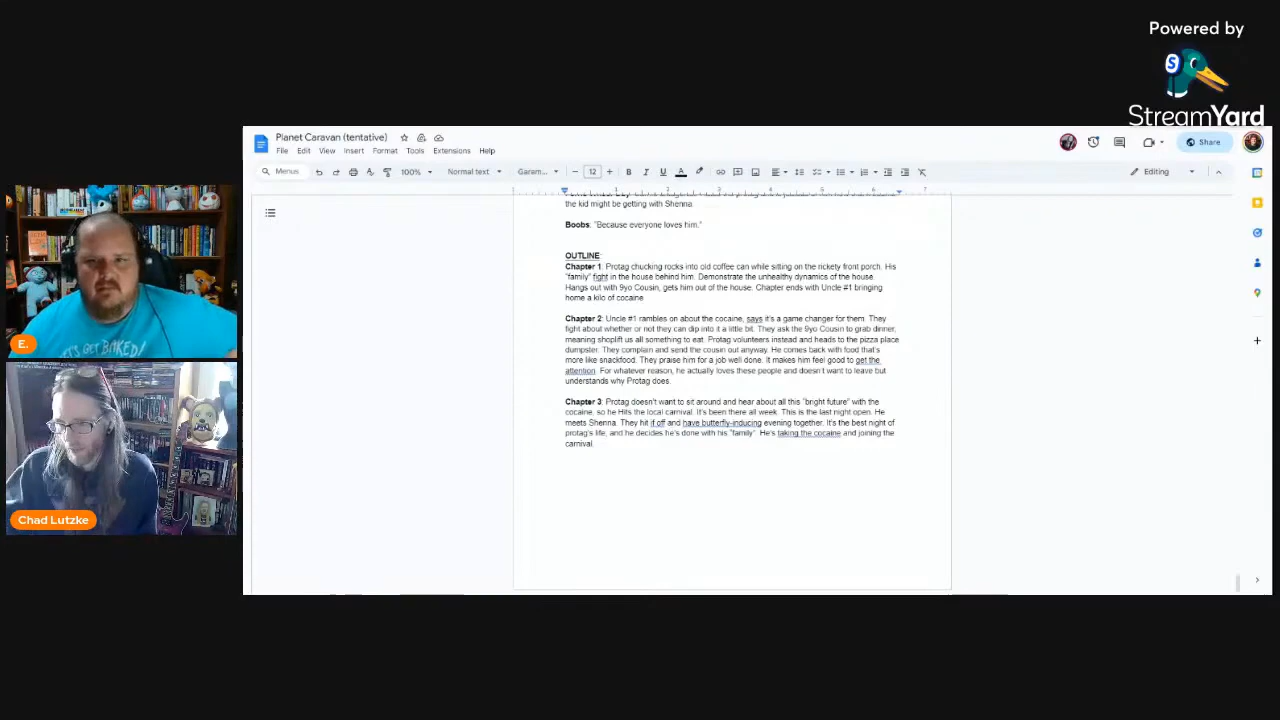 Powered by
StreamYard
Planet Caravan (tentative)
File Edit View Insert Format Tools Extensions Help
Share
Menus
100%
Normal text
Garam...
12
Editing
the kid might be getting with Shenna.
Boobs: "Because everyone loves him."
OUTLINE:
Chapter 1: Protag chucking rocks into old coffee can while sitting on the rickety front porch. His
"family" fight in the house behind him. Demonstrate the unhealthy dynamics of the house.
Hangs out with 9yo Cousin, gets him out of the house. Chapter ends with Uncle #1 bringing
home a kilo of cocaine.
Chapter 2: Uncle #1 rambles on about the cocaine, says it's a game changer for them. They
fight about whether or not they can dip into it a little bit. They ask the 9yo Cousin to grab dinner,
meaning shoplift us all something to eat. Protag volunteers instead and heads to the pizza place
dumpster. They complain and send the cousin out anyway. He comes back with food that's
more like snackfood. They praise him for a job well done. It makes him feel good to get the
attention. For whatever reason, he actually loves these people and doesn't want to leave but
understands why Protag does.
Chapter 3: Protag doesn't want to sit around and hear about all this "bright future" with the
cocaine, so he Hits the local carnival. It's been there all week. This is the last night open. He
meets Shenna. They hit if off and have butterfly-inducing evening together. It's the best night of
protag's life, and he decides he's done with his "family". He's taking the cocaine and joining the
carnival.
E.
LET'S GET BAKED!
Chad Lutzke